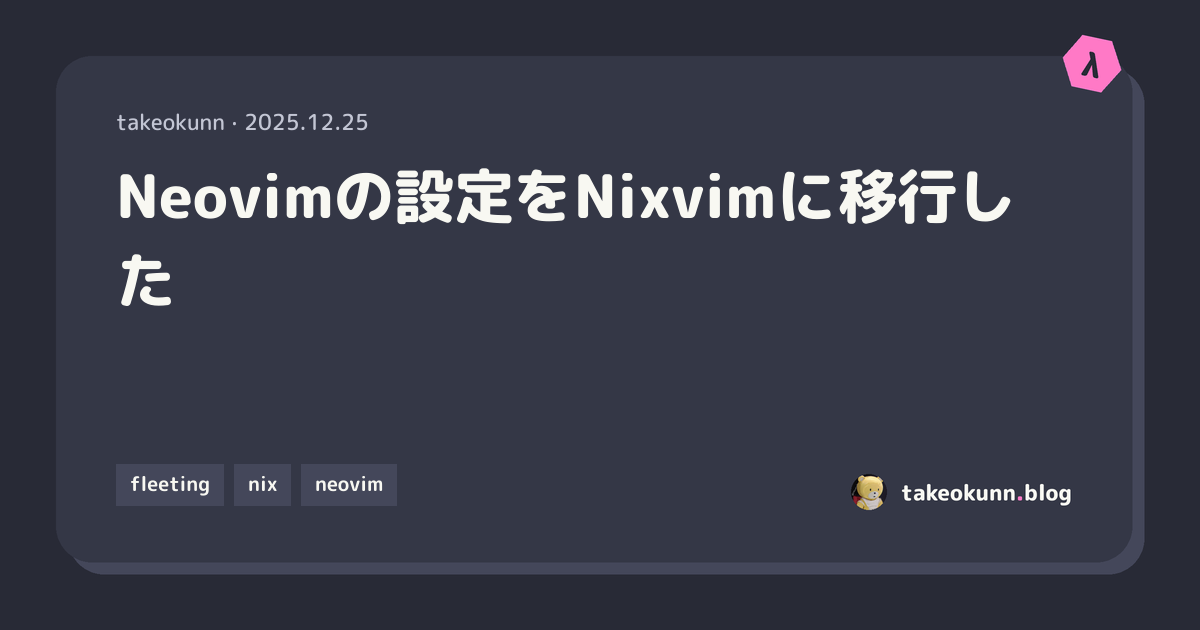 λ
takeokunn · 2025.12.25
Neovimの設定をNixvimに移行し
た
fleeting nix neovim
takeokunn.blog